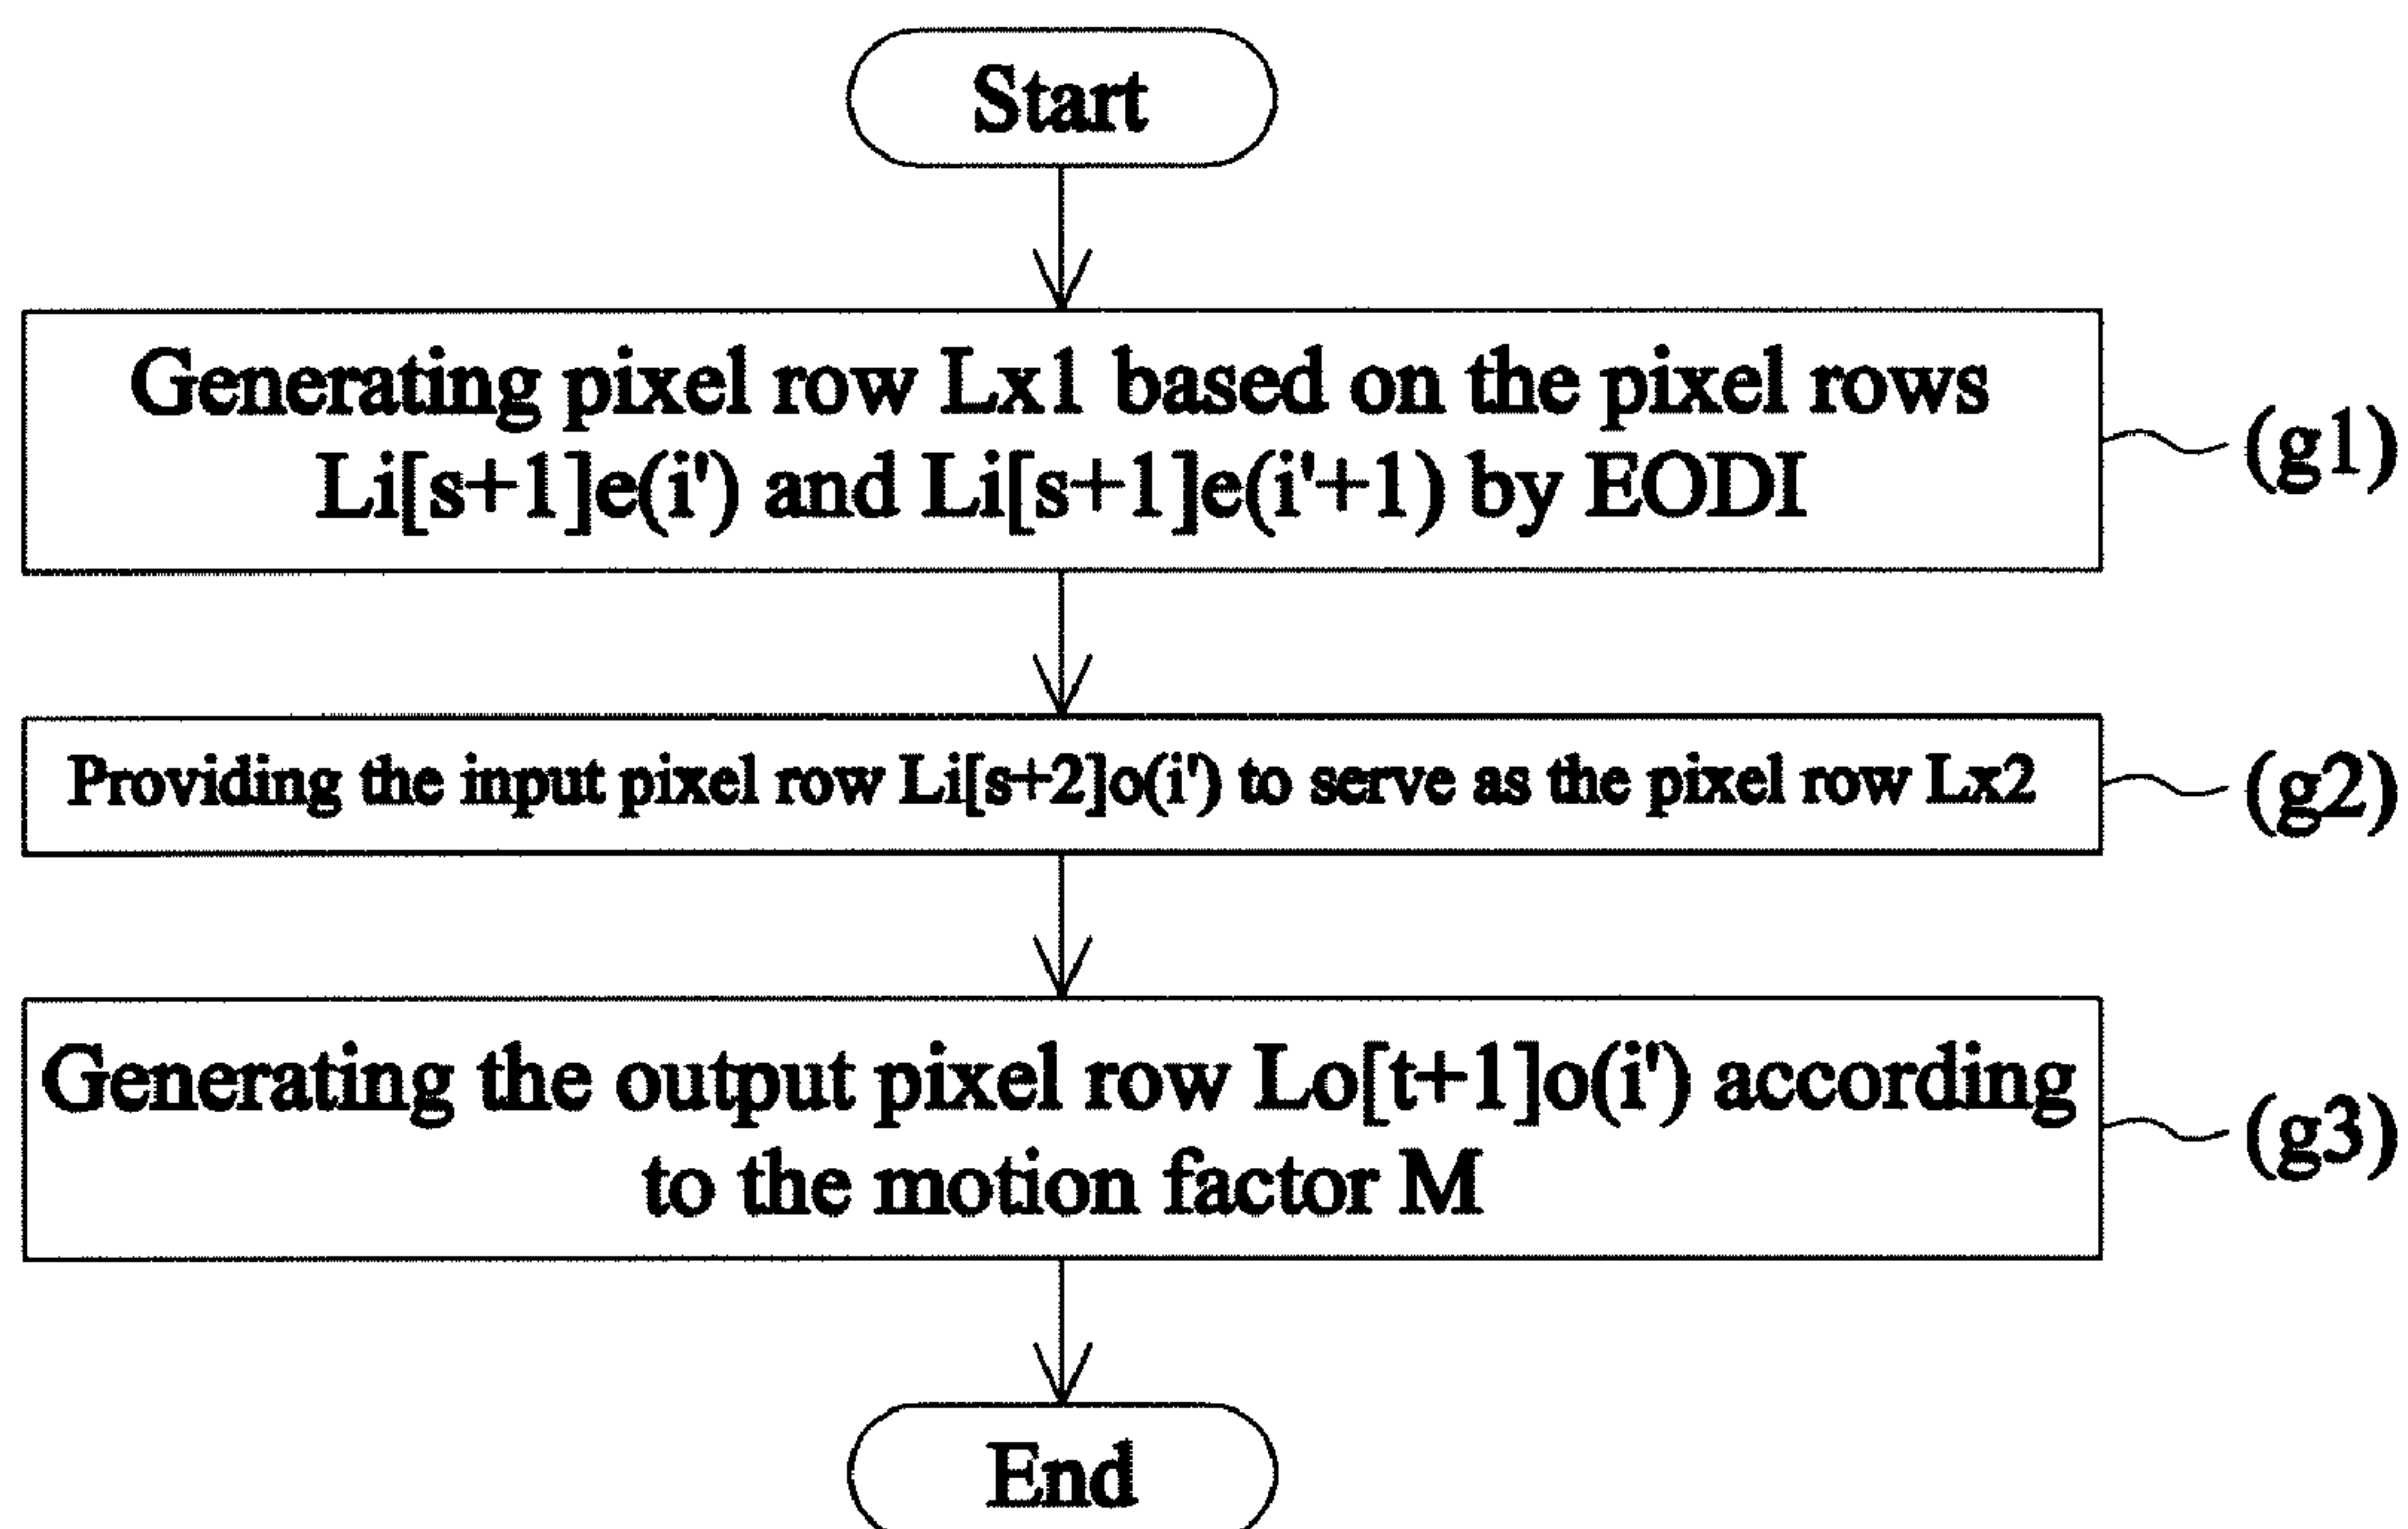 Start
Generating pixel row Lx1 based on the pixel rows
Li[s+1]e(i') and Li[s+1]e(i'+1) by EODI
(g1)
Providing the input pixel row Li[s+2]o(i') to serve as the pixel row Lx2
(g2)
Generating the output pixel row Lo[t+1]o(i') according
to the motion factor M
(g3)
End